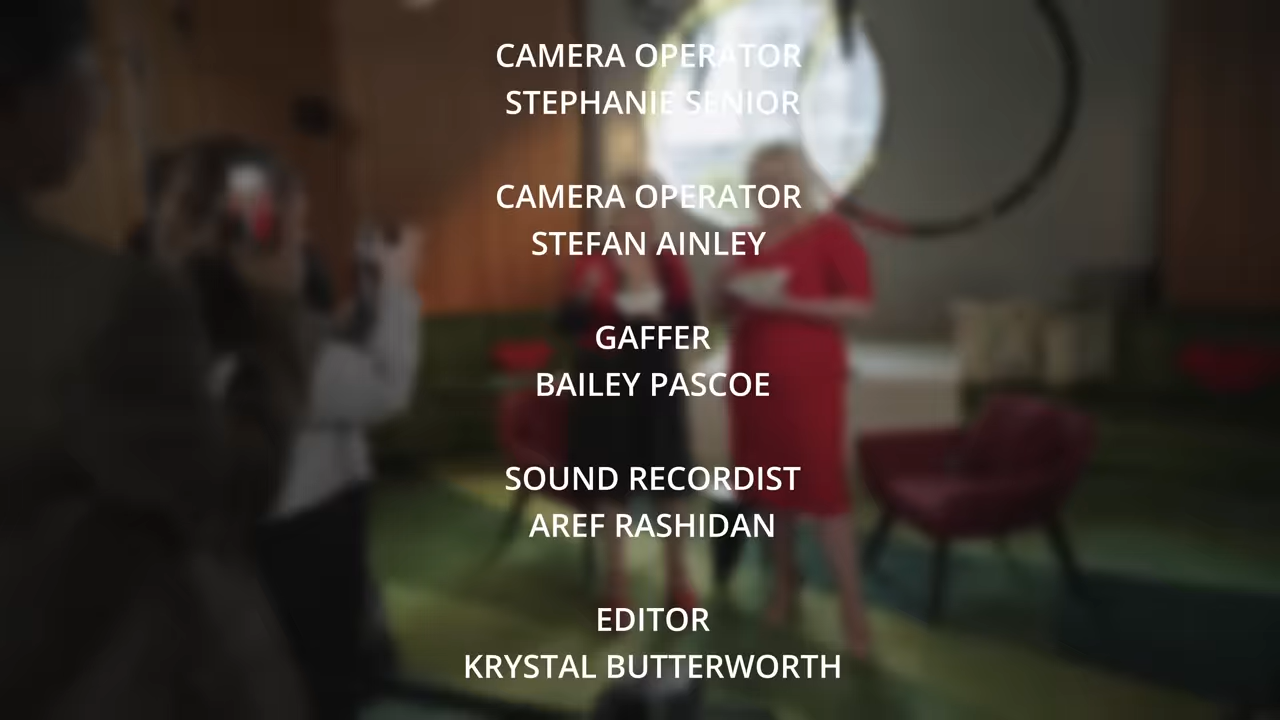 CAMERA OPERATOR
STEPHANIE SENIOR
CAMERA OPERATOR
STEFAN AINLEY
GAFFER
BAILEY PASCOE
SOUND RECORDIST
AREF RASHIDAN
EDITOR
KRYSTAL BUTTERWORTH